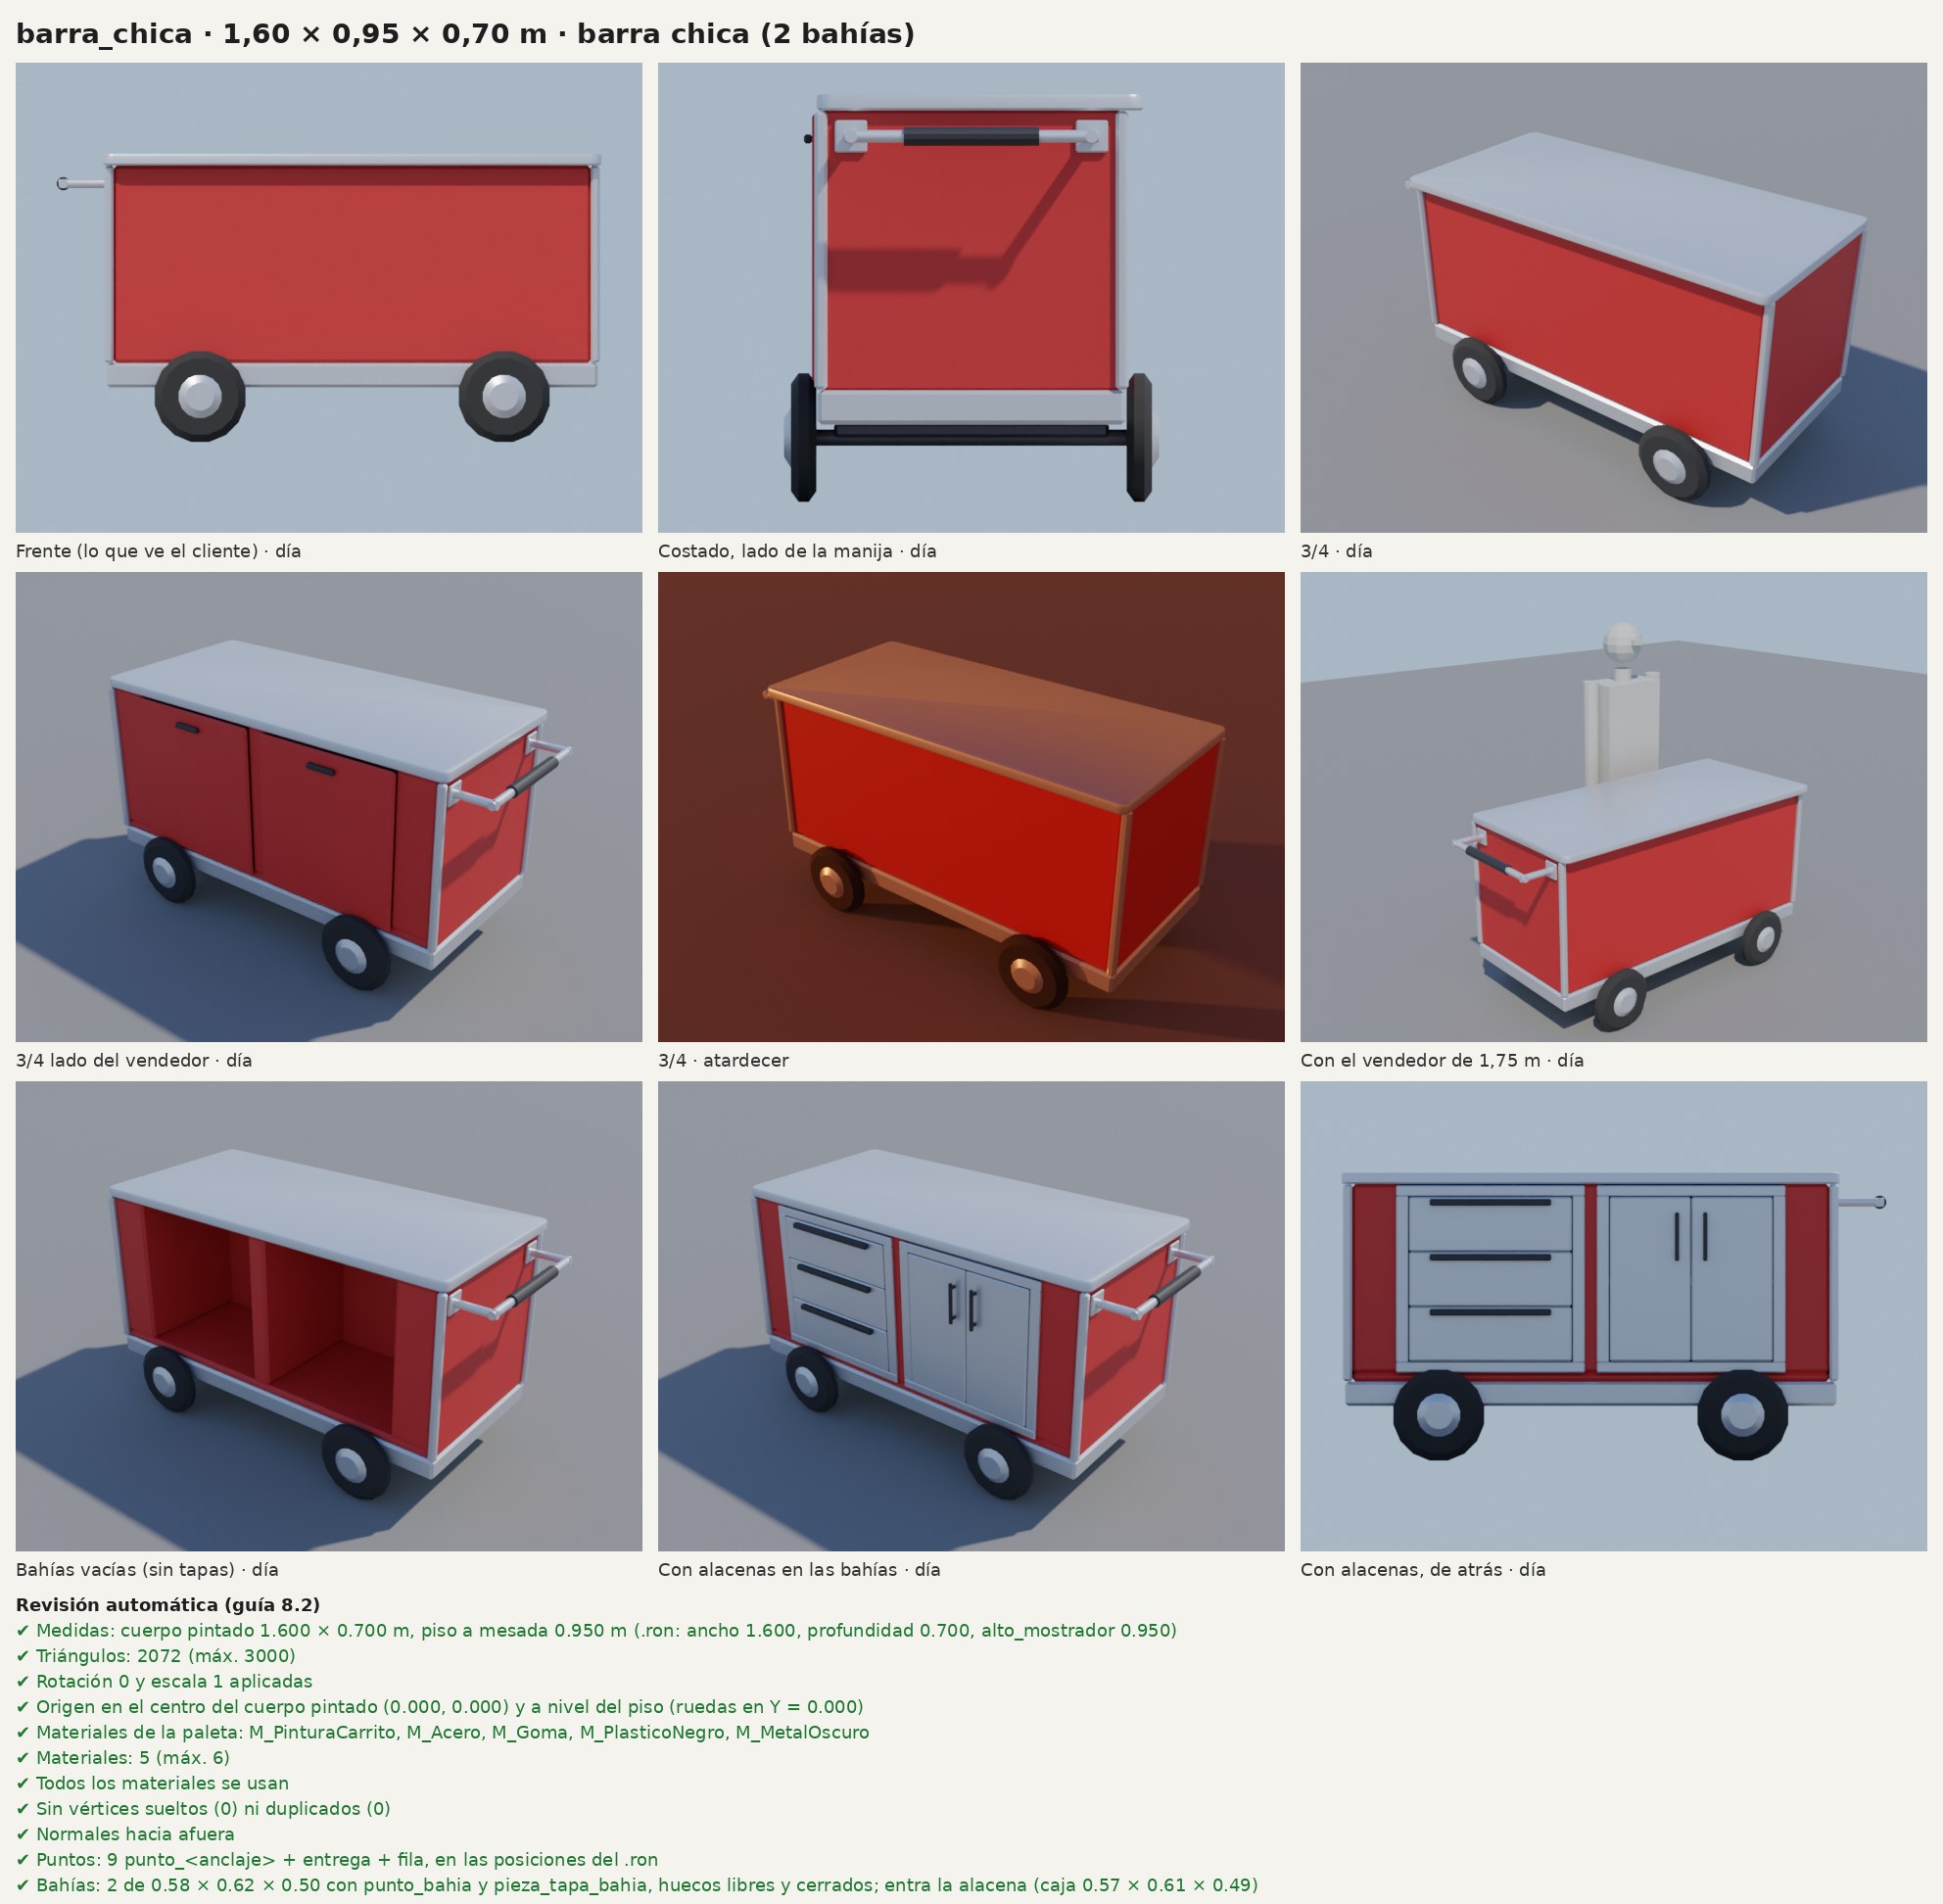 barra_chica · 1,60 × 0,95 × 0,70 m · barra chica (2 bahías)
Frente (lo que ve el cliente) · día
Costado, lado de la manija · día
3/4 · día
3/4 lado del vendedor · día
3/4 · atardecer
Con el vendedor de 1,75 m · día
Bahías vacías (sin tapas) · día
Con alacenas en las bahías · día
Con alacenas, de atrás · día
Revisión automática (guía 8.2)
✔ Medidas: cuerpo pintado 1.600 × 0.700 m, piso a mesada 0.950 m (.ron: ancho 1.600, profundidad 0.700, alto_mostrador 0.950)
✔ Triángulos: 2072 (máx. 3000)
✔ Rotación 0 y escala 1 aplicadas
✔ Origen en el centro del cuerpo pintado (0.000, 0.000) y a nivel del piso (ruedas en Y = 0.000)
✔ Materiales de la paleta: M_PinturaCarrito, M_Acero, M_Goma, M_PlasticoNegro, M_MetalOscuro
✔ Materiales: 5 (máx. 6)
✔ Todos los materiales se usan
✔ Sin vértices sueltos (0) ni duplicados (0)
✔ Normales hacia afuera
✔ Puntos: 9 punto_<anclaje> + entrega + fila, en las posiciones del .ron
✔ Bahías: 2 de 0.58 × 0.62 × 0.50 con punto_bahia y pieza_tapa_bahia, huecos libres y cerrados; entra la alacena (caja 0.57 × 0.61 × 0.49)